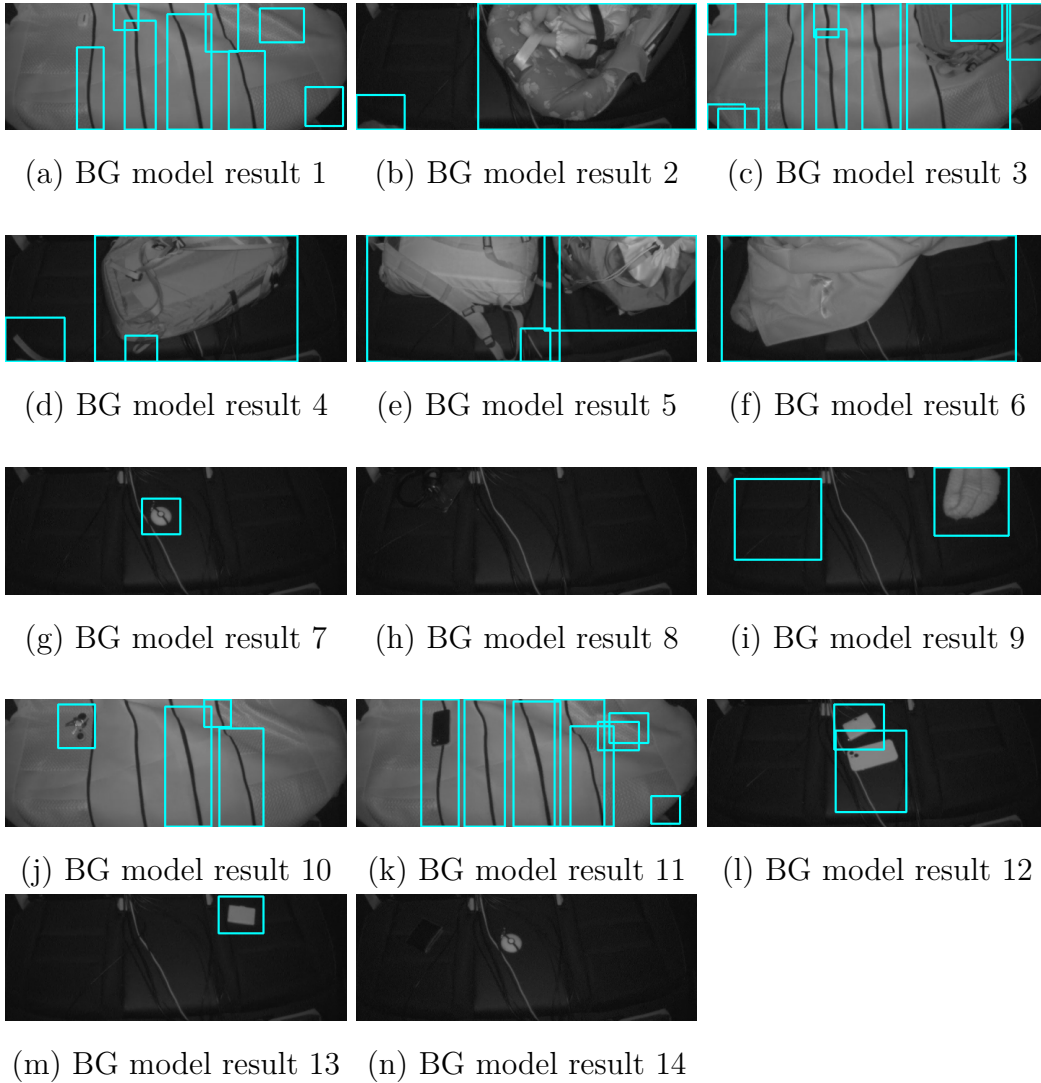 (a) BG model result 1 (b) BG model result 2 (c) BG model result 3
(d) BG model result 4 (e) BG model result 5 (f) BG model result 6
(g) BG model result 7 (h) BG model result 8 (i) BG model result 9
(j) BG model result 10 (k) BG model result 11 (l) BG model result 12
(m) BG model result 13 (n) BG model result 14